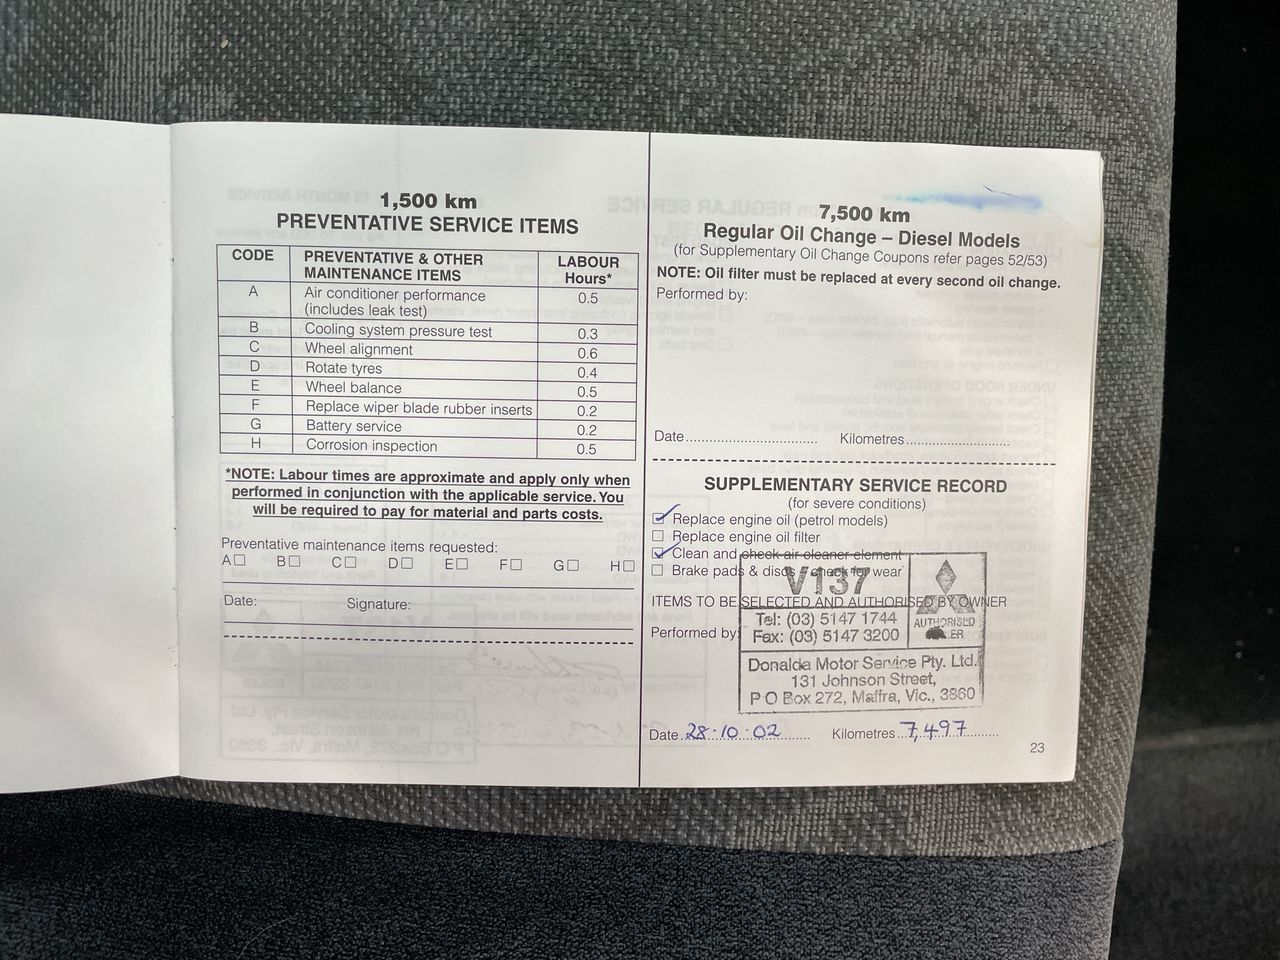 1,500 km
PREVENTATIVE SERVICE ITEMS
CODE PREVENTATIVE & OTHER MAINTENANCE ITEMS LABOUR Hours*
A Air conditioner performance (includes leak test) 0.5
B Cooling system pressure test 0.3
C Wheel alignment 0.6
D Rotate tyres 0.4
E Wheel balance 0.5
F Replace wiper blade rubber inserts 0.2
G Battery service 0.2
H Corrosion inspection 0.5
*NOTE: Labour times are approximate and apply only when
performed in conjunction with the applicable service. You
will be required to pay for material and parts costs.
Preventative maintenance items requested:
A☐ B☐ C☐ D☐ E☐ F☐ G☐ H☐
Date: Signature:
7,500 km
Regular Oil Change – Diesel Models
(for Supplementary Oil Change Coupons refer pages 52/53)
NOTE: Oil filter must be replaced at every second oil change.
Performed by:
Date.................................. Kilometres...........................
SUPPLEMENTARY SERVICE RECORD
(for severe conditions)
☑ Replace engine oil (petrol models)
☐ Replace engine oil filter
☑ Clean and check air cleaner element
☐ Brake pads & discs – check for wear
V137
ITEMS TO BE SELECTED AND AUTHORISED BY OWNER
Tel: (03) 5147 1744
Fax: (03) 5147 3200
AUTHORISED
Performed by:
Donalda Motor Service Pty. Ltd.
131 Johnson Street,
P O Box 272, Maffra, Vic., 3860
Date 28·10·02 Kilometres 7,497
23